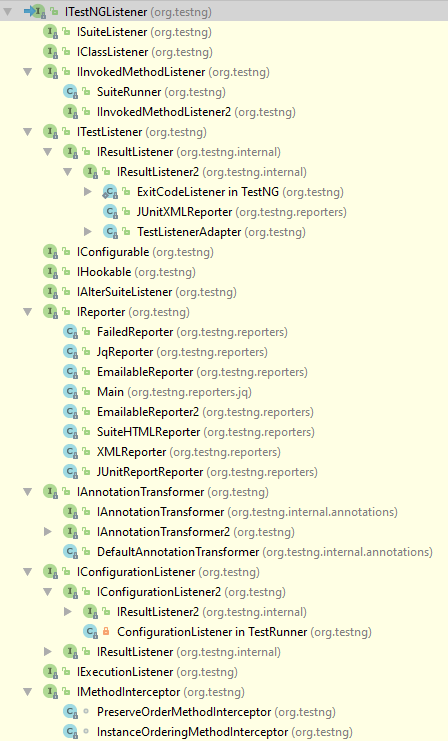 ITestNGListener (org.testng)
ISuiteListener (org.testng)
IClassListener (org.testng)
IInvokedMethodListener (org.testng)
SuiteRunner (org.testng)
IInvokedMethodListener2 (org.testng)
ITestListener (org.testng)
IResultListener (org.testng.internal)
IResultListener2 (org.testng.internal)
ExitCodeListener in TestNG (org.testng)
JUnitXMLReporter (org.testng.reporters)
TestListenerAdapter (org.testng)
IConfigurable (org.testng)
IHookable (org.testng)
IAlterSuiteListener (org.testng)
IReporter (org.testng)
FailedReporter (org.testng.reporters)
JqReporter (org.testng.reporters)
EmailableReporter (org.testng.reporters)
Main (org.testng.reporters.jq)
EmailableReporter2 (org.testng.reporters)
SuiteHTMLReporter (org.testng.reporters)
XMLReporter (org.testng.reporters)
JUnitReportReporter (org.testng.reporters)
IAnnotationTransformer (org.testng)
IAnnotationTransformer (org.testng.internal.annotations)
IAnnotationTransformer2 (org.testng)
DefaultAnnotationTransformer (org.testng.internal.annotations)
IConfigurationListener (org.testng)
IConfigurationListener2 (org.testng)
IResultListener2 (org.testng.internal)
ConfigurationListener in TestRunner (org.testng)
IResultListener (org.testng.internal)
IExecutionListener (org.testng)
IMethodInterceptor (org.testng)
PreserveOrderMethodInterceptor (org.testng)
InstanceOrderingMethodInterceptor (org.testng)